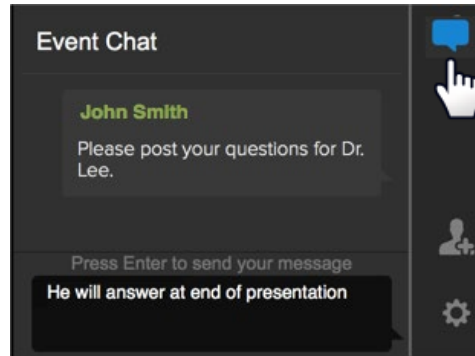 Event Chat
John Smith
Please post your questions for Dr.
Lee.
Press Enter to send your message
He will answer at end of presentation